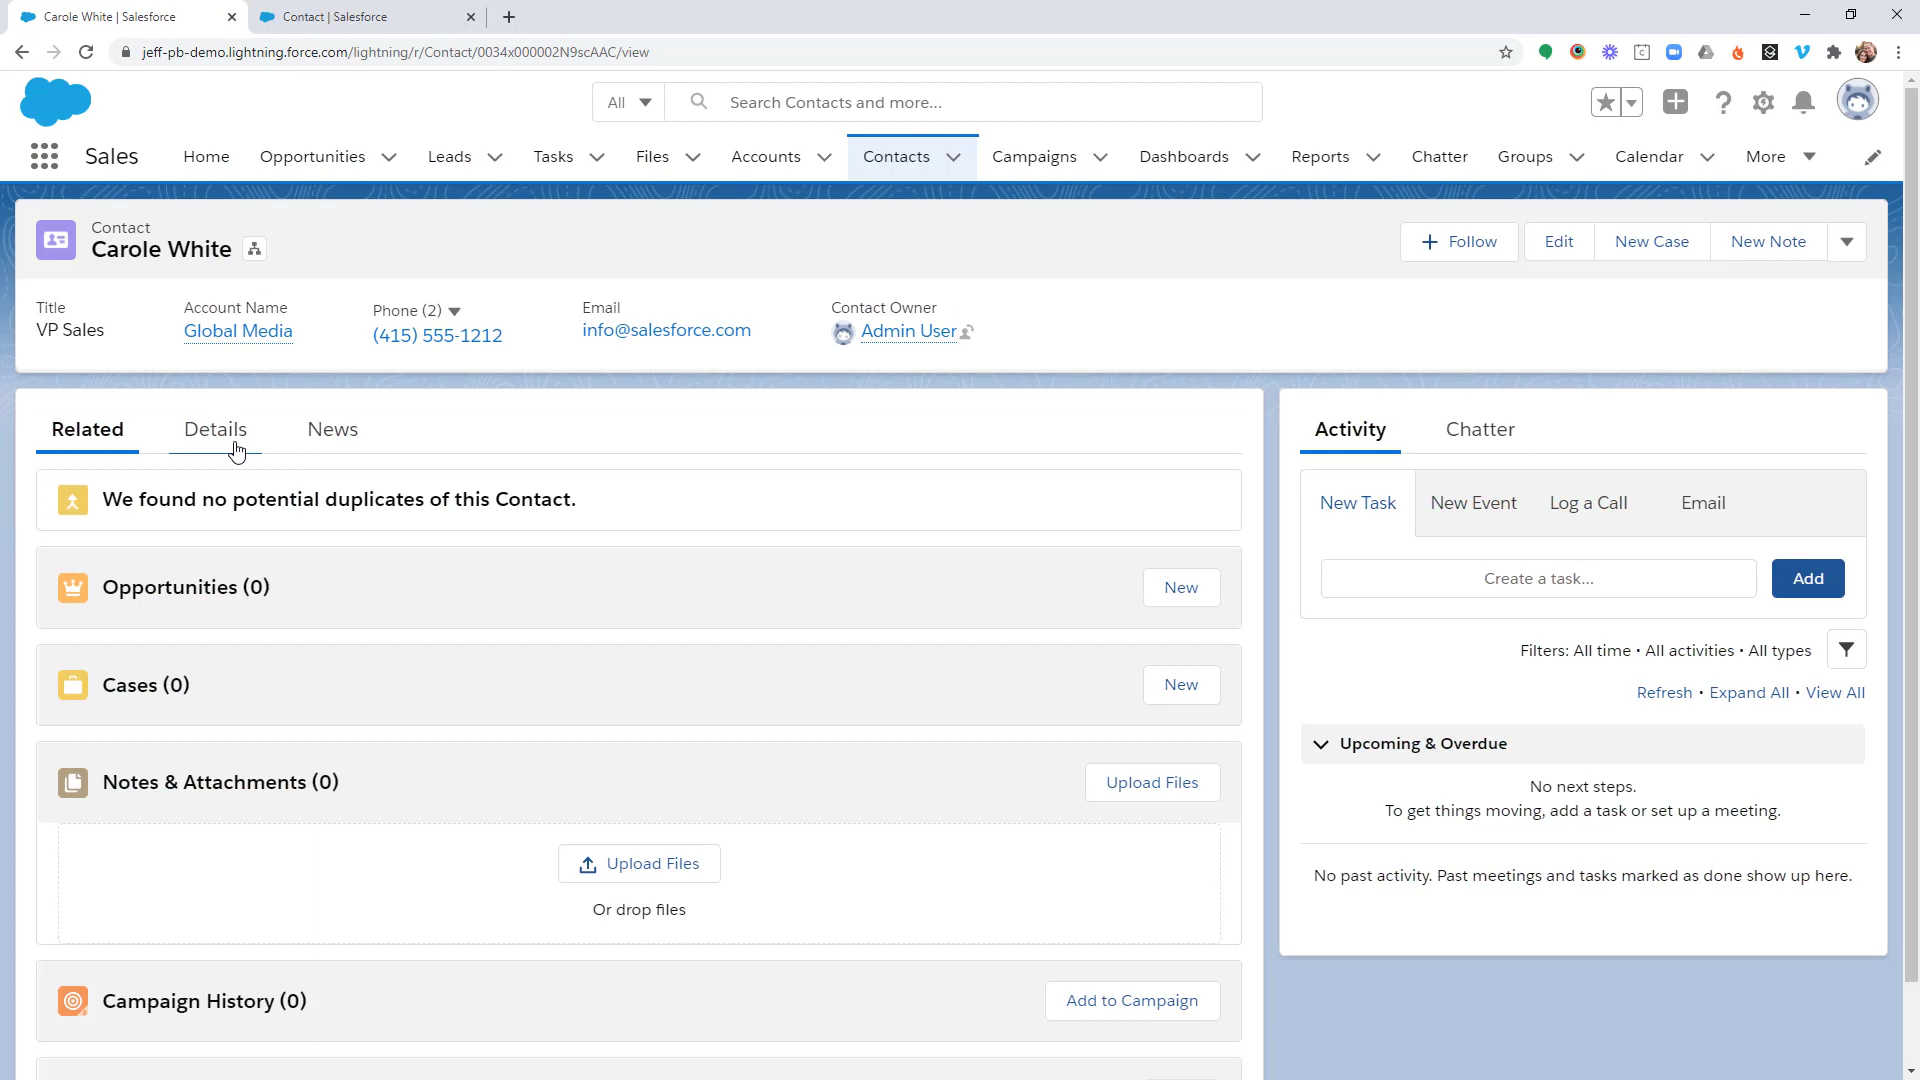 Carole White | Salesforce
Contact | Salesforce
jeff-pb-demo.lightning.force.com/lightning/r/Contact/0034x000002N9scAAC/view
All
Search Contacts and more...
Sales
Home
Opportunities
Leads
Tasks
Files
Accounts
Contacts
Campaigns
Dashboards
Reports
Chatter
Groups
Calendar
More
Contact
Carole White
Follow
Edit
New Case
New Note
Title
VP Sales
Account Name
Global Media
Phone (2)
(415) 555-1212
Email
info@salesforce.com
Contact Owner
Admin User
Related
Details
News
We found no potential duplicates of this Contact.
Opportunities (0)
New
Cases (0)
New
Notes & Attachments (0)
Upload Files
Upload Files
Or drop files
Campaign History (0)
Add to Campaign
Activity
Chatter
New Task
New Event
Log a Call
Email
Create a task...
Add
Filters: All time • All activities • All types
Refresh • Expand All • View All
Upcoming & Overdue
No next steps.
To get things moving, add a task or set up a meeting.
No past activity. Past meetings and tasks marked as done show up here.